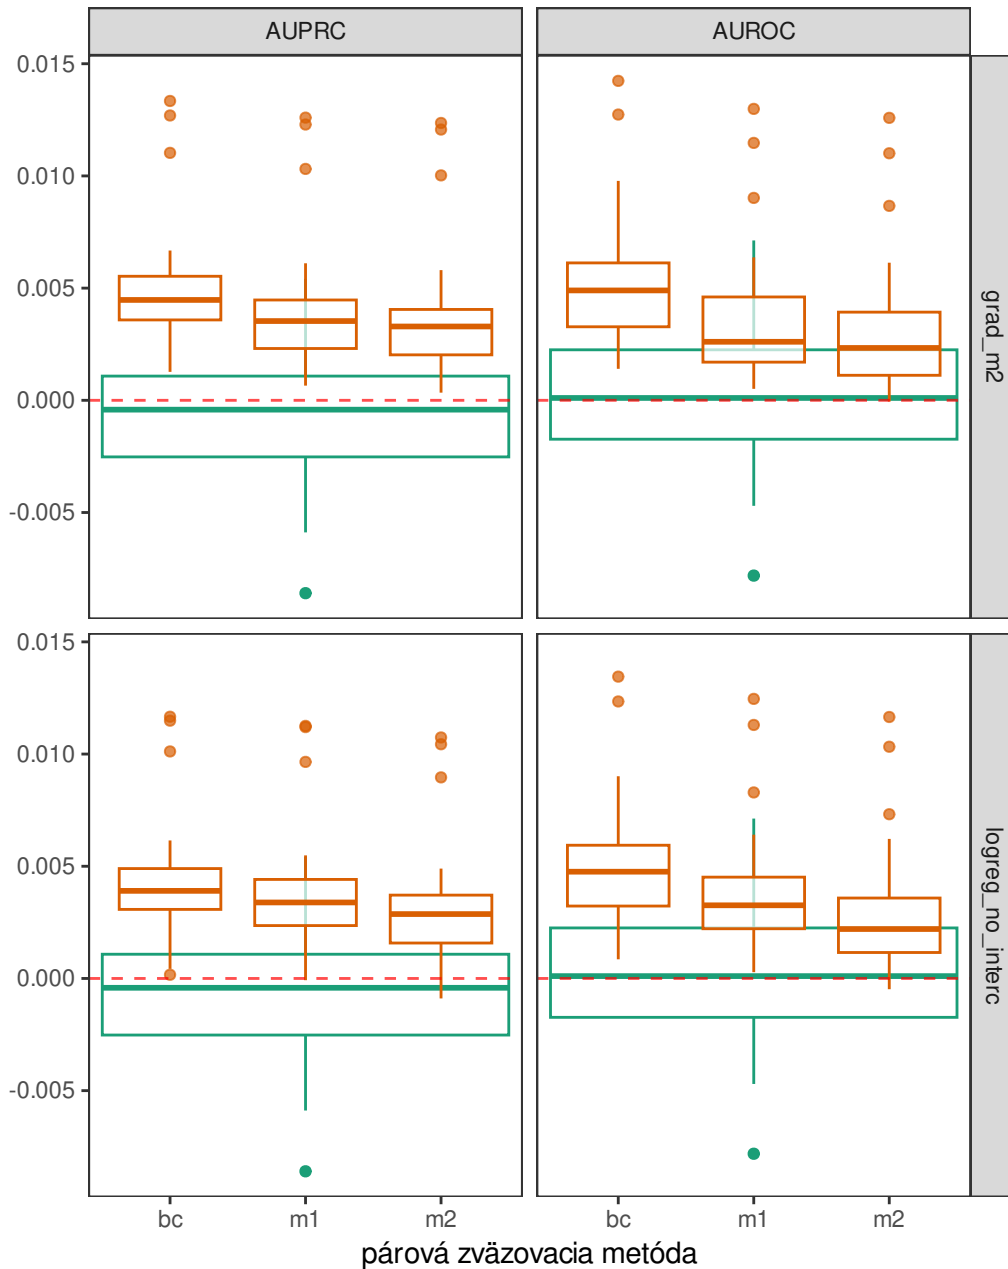 AUPRC AUROC
0.015
0.010
0.005
0.000
-0.005
grad_m2
0.015
0.010
0.005
0.000
-0.005
logreg_no_interc
bc m1 m2 bc m1 m2
párová zväzovacia metóda